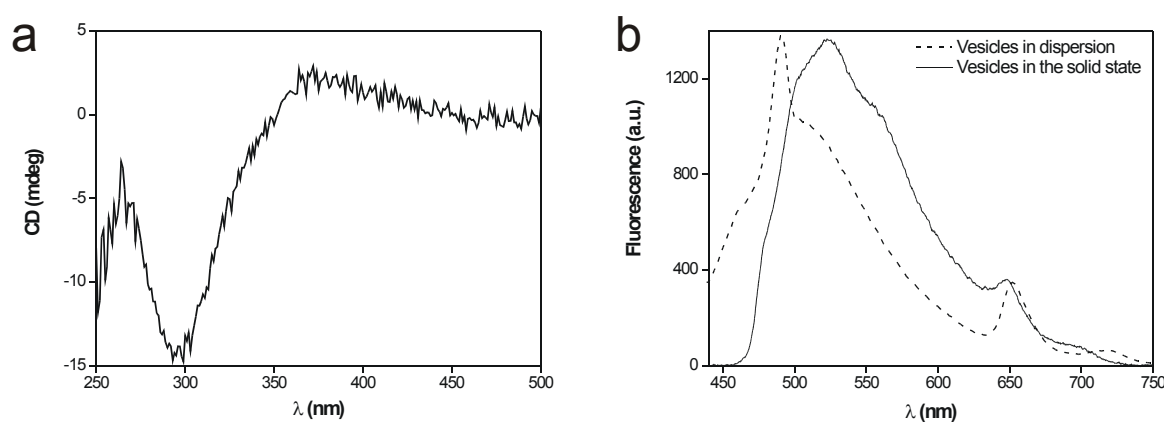 a
5
0
-5
-10
-15
CD (mdeg)
250 300 350 400 450 500
λ (nm)
b
Vesicles in dispersion
Vesicles in the solid state
1200
800
400
0
Fluorescence (a.u.)
450 500 550 600 650 700 750
λ (nm)